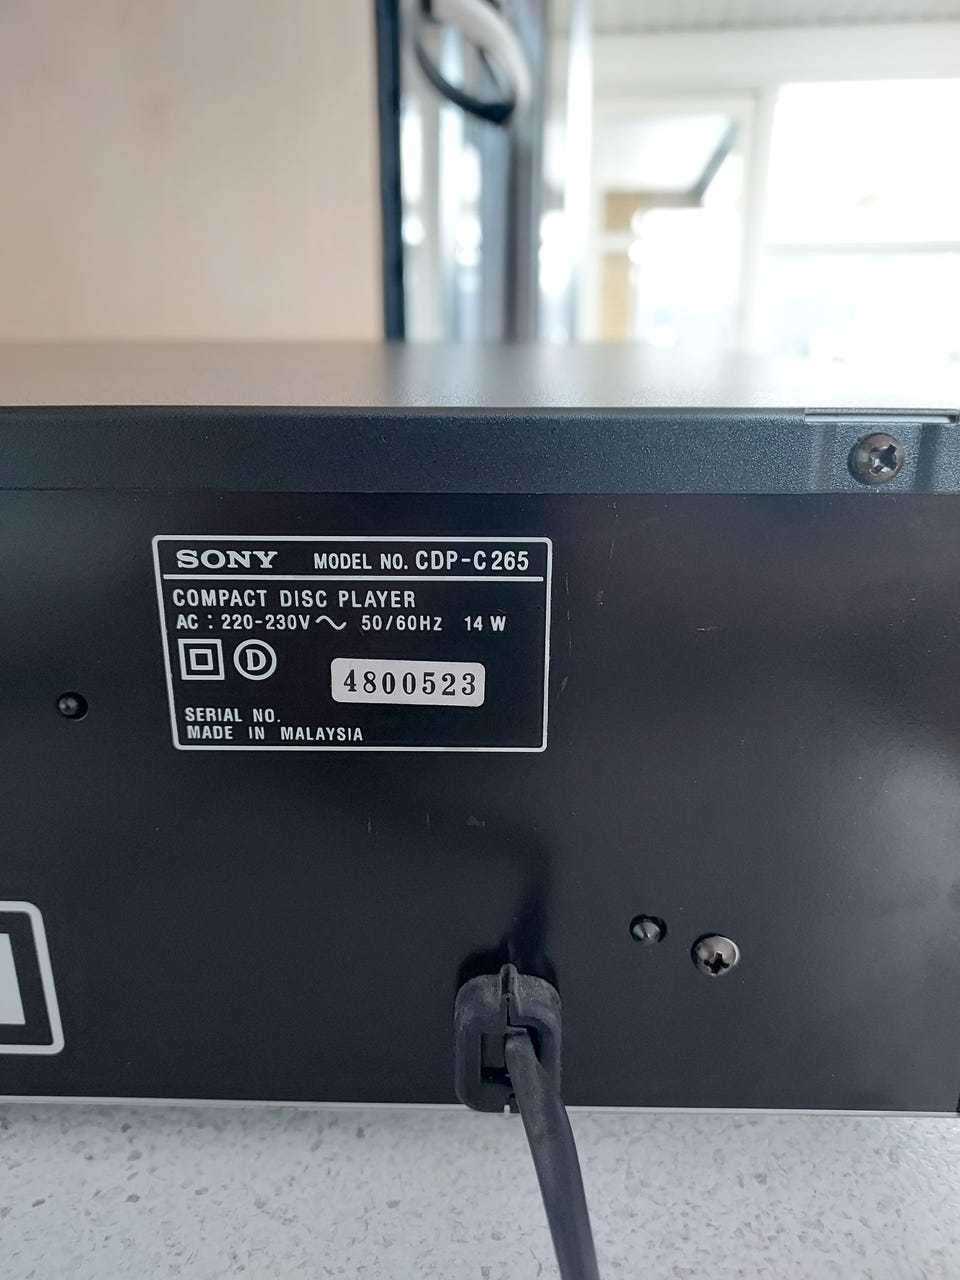 SONY MODEL NO. CDP-C265
COMPACT DISC PLAYER
AC : 220-230V ~ 50/60Hz 14 W
D
4800523
SERIAL NO.
MADE IN MALAYSIA